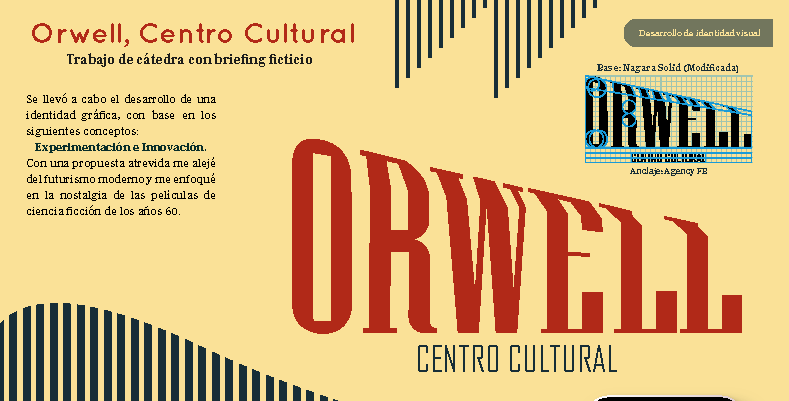 Orwell, Centro Cultural
Trabajo de cátedra con briefing ficticio
Desarrollo de identidad visual
Se llevó a cabo el desarrollo de una
identidad gráfica, con base en los
siguientes conceptos:
Experimentación e Innovación.
Con una propuesta atrevida me alejé
del futurismo moderno y me enfoqué
en la nostalgia de las películas de
ciencia ficción de los años 60.
Base: Nagara Solid (Modificada)
ORWELL
CENTRO CULTURAL
Anclaje: Agency FB
ORWELL
CENTRO CULTURAL